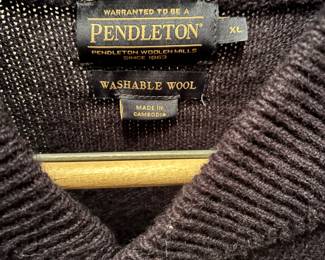 WARRANTED TO BE A
PENDLETON®
PENDLETON WOOLEN MILLS
SINCE 1863
XL
WASHABLE WOOL
MADE IN
CAMBODIA